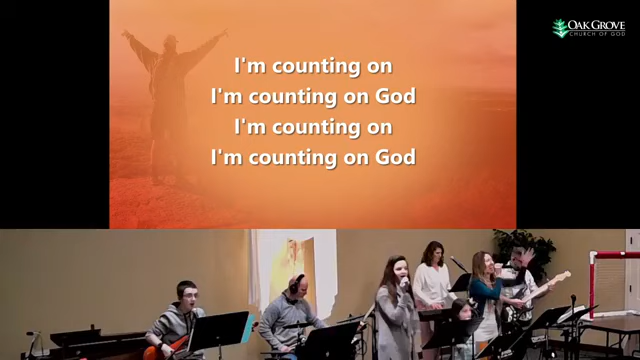 I'm counting on
I'm counting on God
I'm counting on
I'm counting on God
OAK GROVE
CHURCH OF GOD